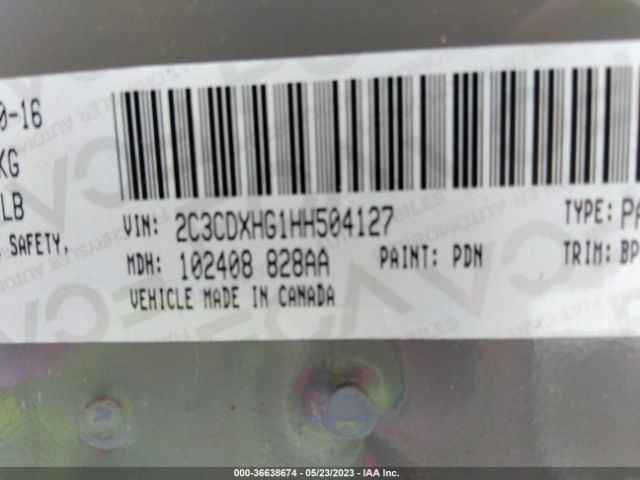 0-16
KG
LB
SAFETY,
VIN: 2C3CDXHG1HH504127
TYPE: PA
MDH: 102408 828AA
PAINT: PDN
TRIM: BP
VEHICLE MADE IN CANADA
000-36638674 - 05/23/2023 - IAA Inc.